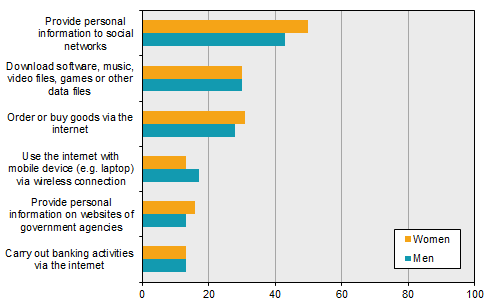 Provide personal
information to social
networks
Download software, music,
video files, games or other
data files
Order or buy goods via the
internet
Use the internet with
mobile device (e.g. laptop)
via wireless connection
Provide personal
information on websites of
government agencies
Carry out banking activities
via the internet
Women
Men
0 20 40 60 80 100